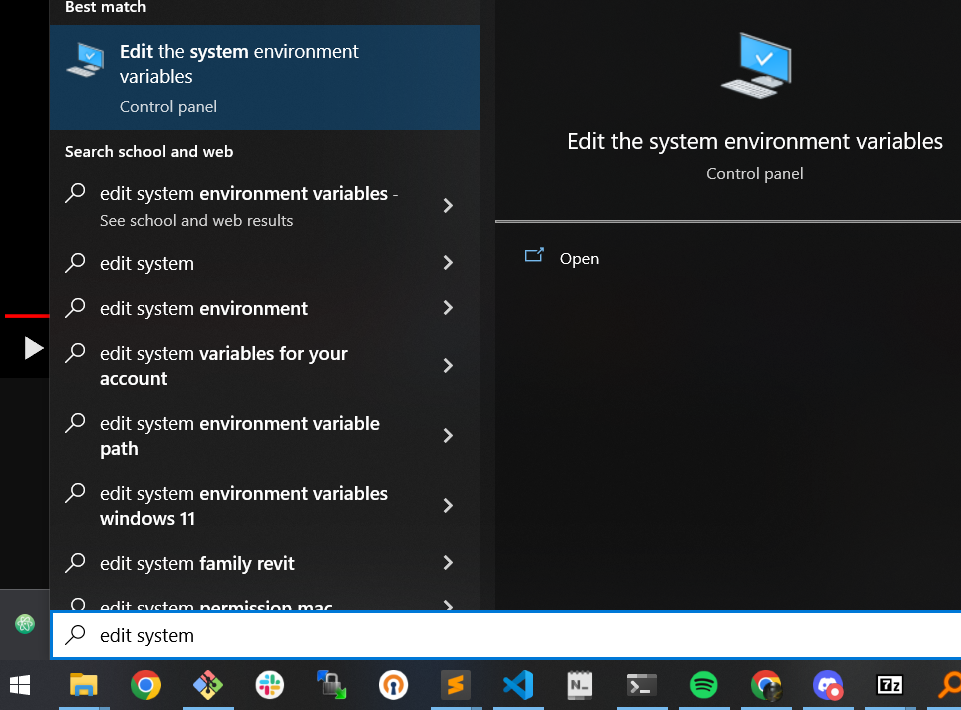 Best match
Edit the system environment
variables
Control panel
Search school and web
edit system environment variables -
See school and web results
edit system
edit system environment
edit system variables for your
account
edit system environment variable
path
edit system environment variables
windows 11
edit system family revit
edit system permission mac
edit system
Edit the system environment variables
Control panel
Open
N
7z